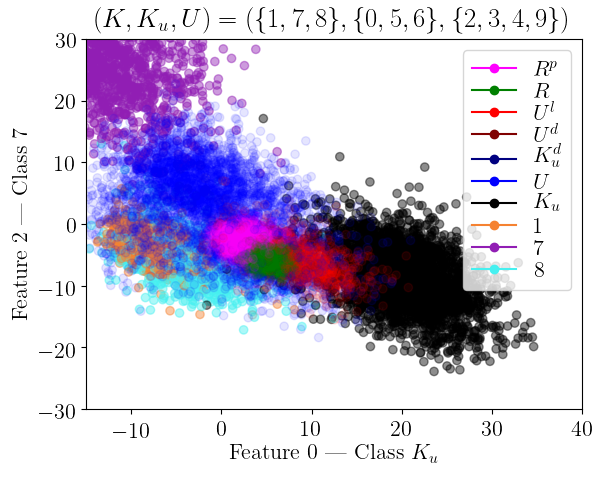 (K, K_u, U) = ({1, 7, 8}, {0, 5, 6}, {2, 3, 4, 9})
R^p
R
U^l
U^d
K_u^d
U
K_u
1
7
8
30
20
10
0
−10
−20
−30
−10 0 10 20 30 40
Feature 2 — Class 7
Feature 0 — Class K_u